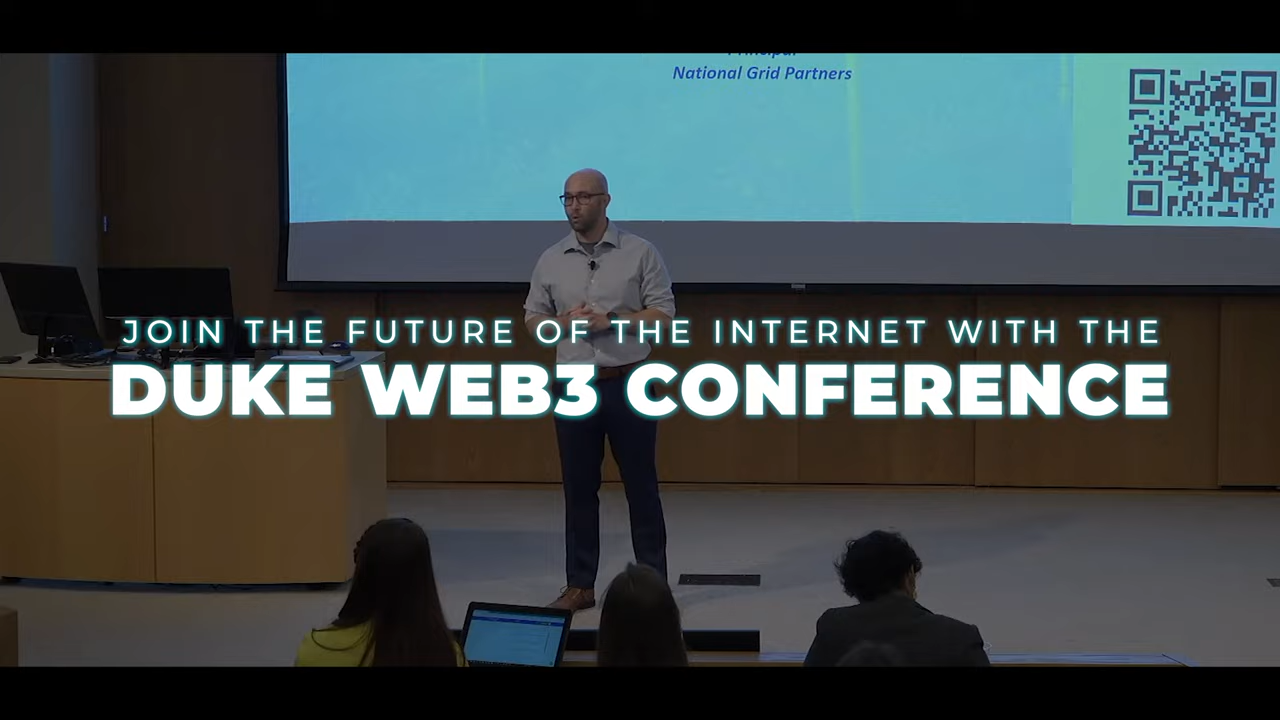 National Grid Partners
JOIN THE FUTURE OF THE INTERNET WITH THE
DUKE WEB3 CONFERENCE